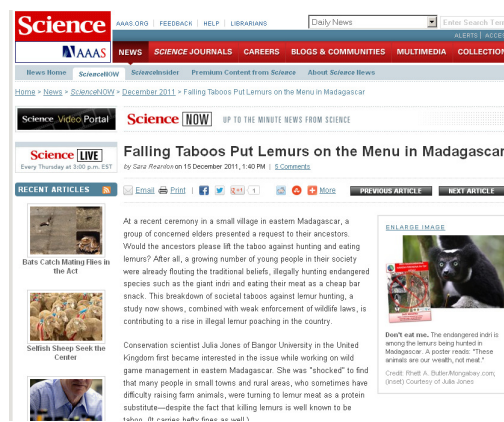 Science
AAAS
AAAS.ORG | FEEDBACK | HELP | LIBRARIANS
Daily News
Enter Search Ter
ALERTS | ACCE
NEWS SCIENCE JOURNALS CAREERS BLOGS & COMMUNITIES MULTIMEDIA COLLECTION
News Home ScienceNOW ScienceInsider Premium Content from Science About Science News
Home > News > ScienceNOW > December 2011 > Falling Taboos Put Lemurs on the Menu in Madagascar
Science Video Portal
Science NOW UP TO THE MINUTE NEWS FROM SCIENCE
Science LIVE
Every Thursday at 3:00 p.m. EST
RECENT ARTICLES
Bats Catch Mating Flies in
the Act
Selfish Sheep Seek the
Center
Falling Taboos Put Lemurs on the Menu in Madagascar
by Sara Reardon on 15 December 2011, 1:40 PM | 5 Comments
Email Print | 1 More PREVIOUS ARTICLE NEXT ARTICLE
At a recent ceremony in a small village in eastern Madagascar, a
group of concerned elders presented a request to their ancestors.
Would the ancestors please lift the taboo against hunting and eating
lemurs? After all, a growing number of young people in their society
were already flouting the traditional beliefs, illegally hunting endangered
species such as the giant indri and eating their meat as a cheap bar
snack. This breakdown of societal taboos against lemur hunting, a
study now shows, combined with weak enforcement of wildlife laws, is
contributing to a rise in illegal lemur poaching in the country.
Conservation scientist Julia Jones of Bangor University in the United
Kingdom first became interested in the issue while working on wild
game management in eastern Madagascar. She was "shocked" to find
that many people in small towns and rural areas, who sometimes have
difficulty raising farm animals, were turning to lemur meat as a protein
substitute—despite the fact that killing lemurs is well known to be
taboo. (It carries hefty fines as well.)
ENLARGE IMAGE
Don't eat me. The endangered indri is
among the lemurs being hunted in
Madagascar. A poster reads: "These
animals are our wealth, not meat."
Credit: Rhett A. Butler/Mongabay.com;
(inset) Courtesy of Julia Jones